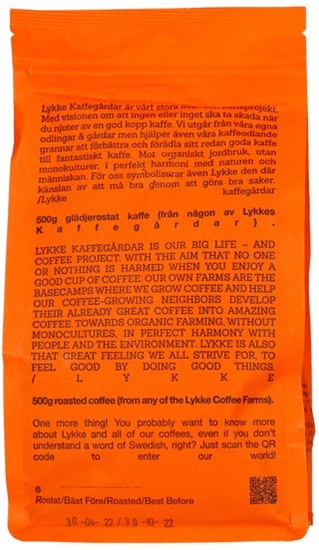 Lykke Kaffegårdar är vårt stora livs- och kaffeprojekt.
Med visionen om att ingen eller inget ska ta skada när
du njuter av en god kopp kaffe. Vi utgår från våra egna
odlingar & gårdar men hjälper även våra kaffeodlande
grannar att förbättra och förädla sitt redan goda kaffe
till fantastiskt kaffe. Mot organiskt jordbruk, utan
monokulturer, i perfekt harmoni med naturen och
människan. För oss symboliserar även Lykke den där
känslan av att må bra genom att göra bra saker.
/Lykke kaffegårdar
500g glädjerostat kaffe (från någon av Lykkes
Kaffegårdar).
LYKKE KAFFEGÅRDAR IS OUR BIG LIFE – AND
COFFEE PROJECT. WITH THE AIM THAT NO ONE
OR NOTHING IS HARMED WHEN YOU ENJOY A
GOOD CUP OF COFFEE. OUR OWN FARMS ARE THE
BASECAMPS WHERE WE GROW COFFEE AND HELP
OUR COFFEE-GROWING NEIGHBORS DEVELOP
THEIR ALREADY GREAT COFFEE INTO AMAZING
COFFEE. TOWARDS ORGANIC FARMING, WITHOUT
MONOCULTURES, IN PERFECT HARMONY WITH
PEOPLE AND THE ENVIRONMENT. LYKKE IS ALSO
THAT GREAT FEELING WE ALL STRIVE FOR, TO
FEEL GOOD BY DOING GOOD THINGS.
/LYKKE
500g roasted coffee (from any of the Lykke Coffee Farms).
One more thing! You probably want to know more
about Lykke and all of our coffees, even if you don't
understand a word of Swedish, right? Just scan the QR
code to enter our world!
6
Rostat/Bäst Före/Roasted/Best Before
30-04-22/30-10-22